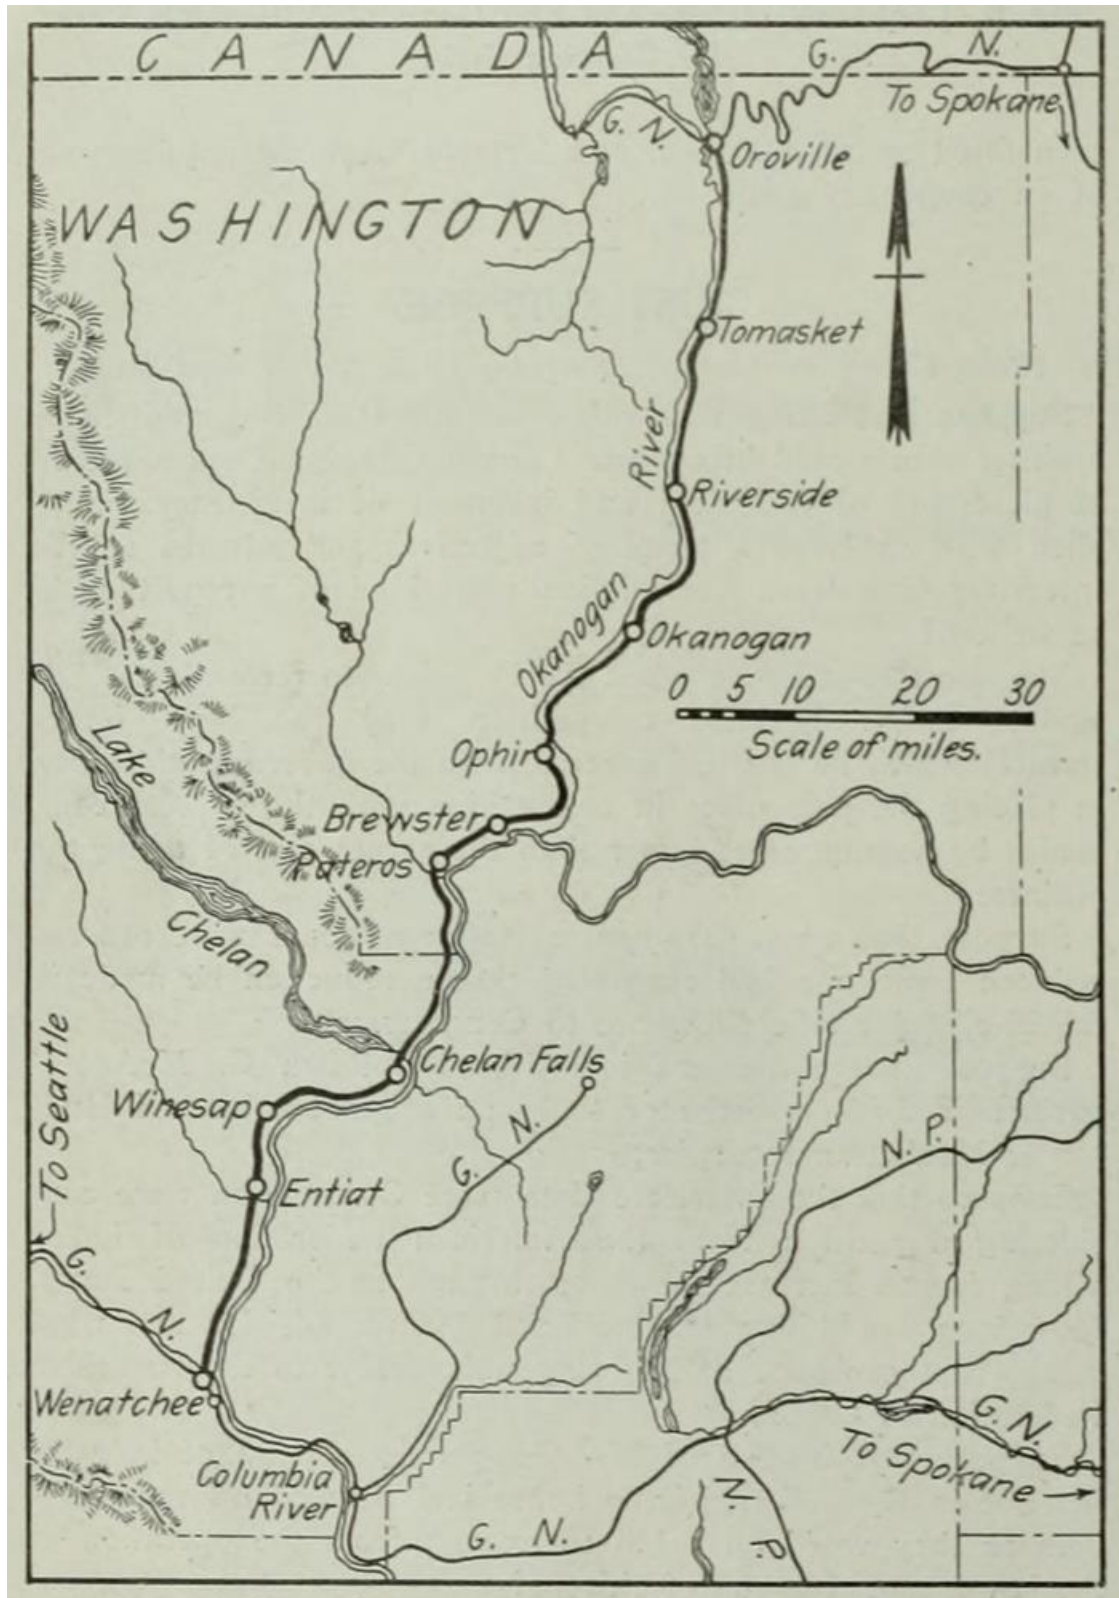 CANADA
G. N.
To Spokane
G. N.
Oroville
WASHINGTON
Tomasket
River
Riverside
Okanogan
Okanogan
0 5 10 20 30
Scale of miles.
Ophir
Lake
Brewster
Pateros
Chelan
Chelan Falls
To Seattle
Winesap
G. N.
N. P.
Entiat
G. N.
Wenatchee
G. N.
To Spokane
Columbia
River
N. P.
G. N.